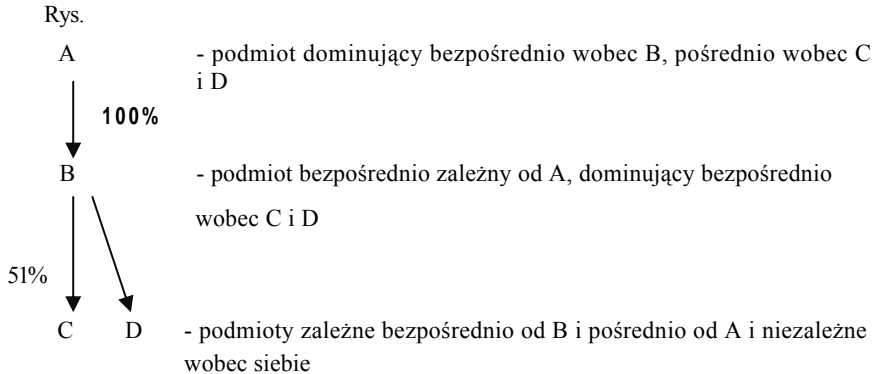 Rys.
A - podmiot dominujący bezpośrednio wobec B, pośrednio wobec C
i D
100%
B - podmiot bezpośrednio zależny od A, dominujący bezpośrednio
wobec C i D
51%
C D - podmioty zależne bezpośrednio od B i pośrednio od A i niezależne
wobec siebie